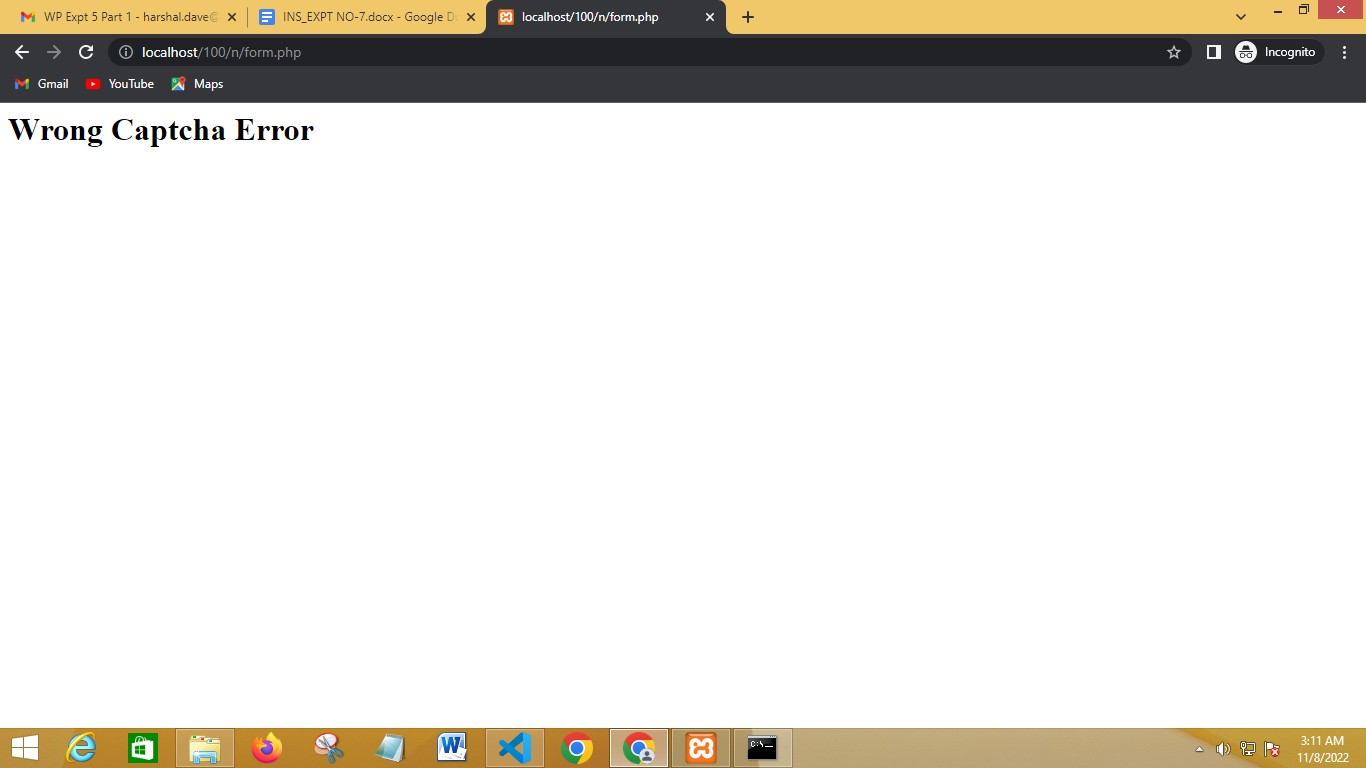 WP Expt 5 Part 1 - harshal.dave@
INS_EXPT NO-7.docx - Google D
localhost/100/n/form.php
localhost/100/n/form.php
Incognito
Gmail
YouTube
Maps
Wrong Captcha Error
3:11 AM
11/8/2022